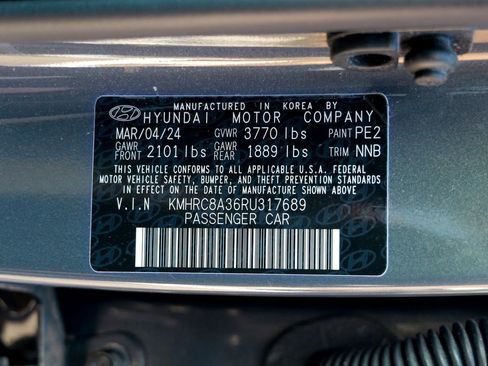 MANUFACTURED IN KOREA BY
HYUNDAI MOTOR COMPANY
MAR/04/24 GVWR 3770 lbs PAINT PE2
GAWR FRONT 2101 lbs GAWR REAR 1889 lbs TRIM NNB
THIS VEHICLE CONFORMS TO ALL APPLICABLE U.S.A. FEDERAL
MOTOR VEHICLE SAFETY, BUMPER, AND THEFT PREVENTION STANDARDS
IN EFFECT ON THE DATE OF MANUFACTURE SHOWN ABOVE.
V.I.N KMHRC8A36RU317689
PASSENGER CAR